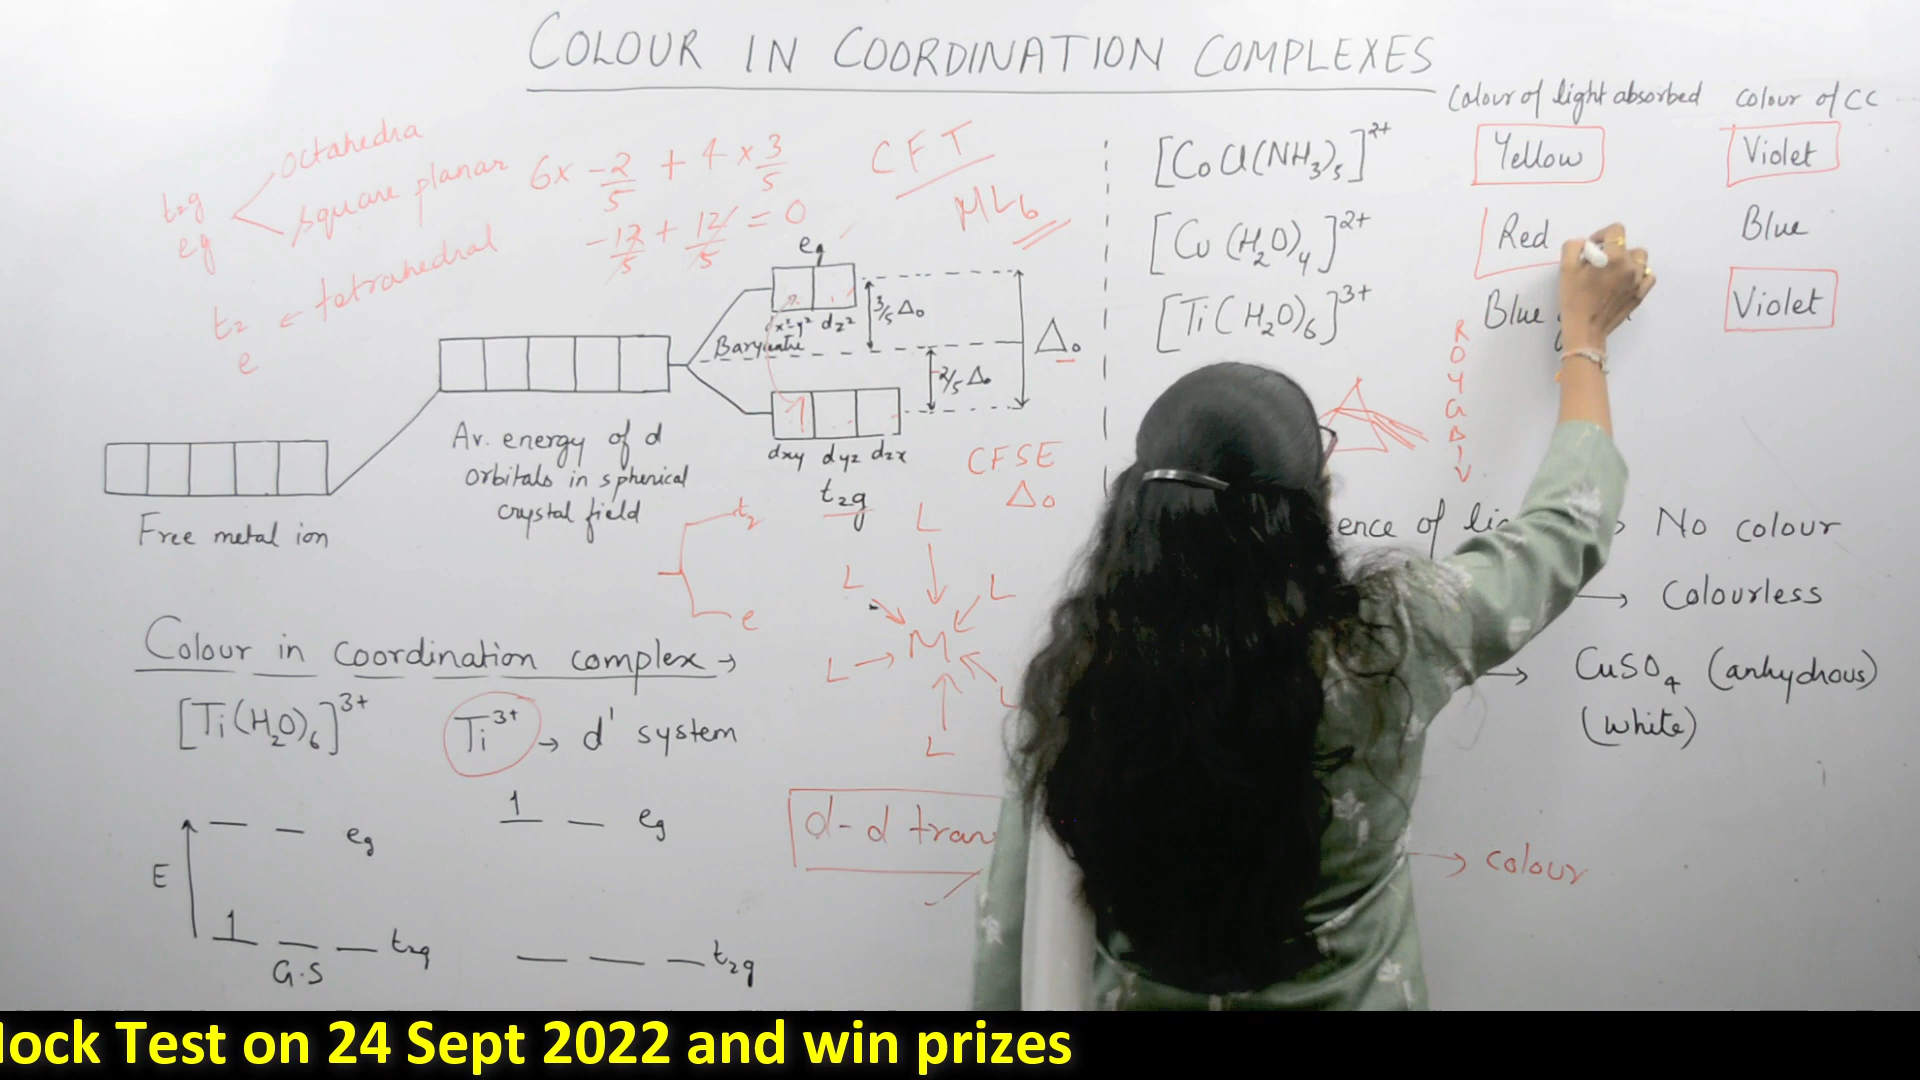 COLOUR IN COORDINATION COMPLEXES
Colour of light absorbed
Colour of CC
[CoCl(NH3)5]2+
Yellow
Violet
[Cu(H2O)4]2+
Red
Blue
[Ti(H2O)6]3+
Blue
Violet
t2g
eg
octahedra
square planar
t2
e
← tetrahedral
6 x -2/5 + 4 x 3/5
-12/5 + 12/5 = 0
CFT
ML6
eg
dx²-y² dz²
3/5 Δo
Barycentre
Δo
-2/5 Δo
dxy dyz dzx
t2g
CFSE
Δo
Free metal ion
Av. energy of d
orbitals in spherical
crystal field
t2
e
L
L L
M
L L
L
V
I
B
G
Y
O
R
No colour
→ Colourless
→ CuSO4 (anhydrous)
(white)
Colour in coordination complex →
[Ti(H2O)6]3+
Ti3+ → d1 system
E
eg
1 t2g
G.S
1 eg
t2g
d-d
→ colour
Test on 24 Sept 2022 and win prizes